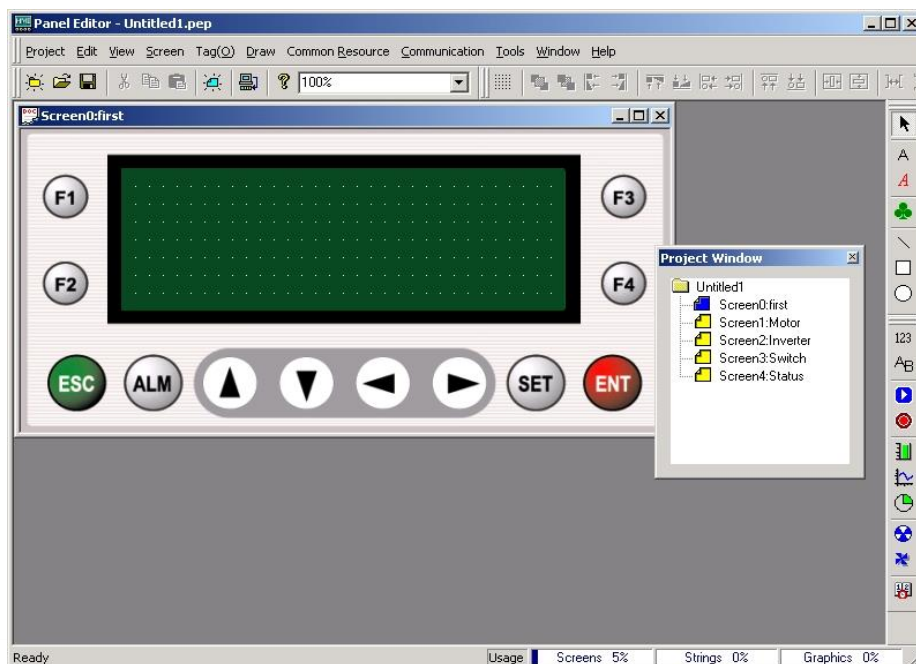 Panel Editor - Untitled1.pep
Project Edit View Screen Tag(O) Draw Common Resource Communication Tools Window Help
100%
Screen0:first
F1
F2
F3
F4
ESC ALM SET ENT
Project Window
Untitled1
Screen0:first
Screen1:Motor
Screen2:Inverter
Screen3:Switch
Screen4:Status
A
A
123
AB
Ready
Usage Screens 5% Strings 0% Graphics 0%